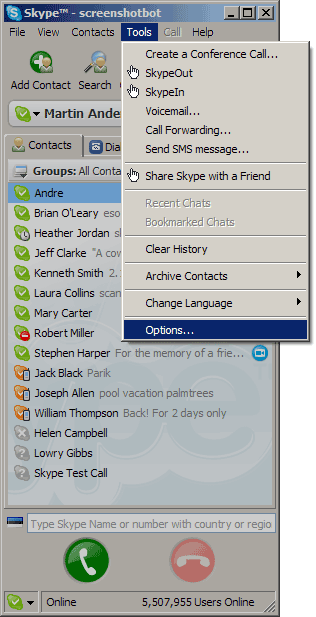 Skype™ - screenshotbot
File View Contacts Tools Call Help
Add Contact Search
Martin Ande
Contacts Dia
Groups: All Conta
Andre
Brian O'Leary eso
Heather Jordan sk
Jeff Clarke "A cow
Kenneth Smith 2.
Laura Collins scan
Mary Carter
Robert Miller
Stephen Harper For the memory of a frie...
Jack Black Parik
Joseph Allen pool vacation palmtrees
William Thompson Back! For 2 days only
Helen Campbell
Lowry Gibbs
Skype Test Call
Create a Conference Call...
SkypeOut
SkypeIn
Voicemail...
Call Forwarding...
Send SMS message...
Share Skype with a Friend
Recent Chats
Bookmarked Chats
Clear History
Archive Contacts
Change Language
Options...
Type Skype Name or number with country or regio
Online 5,507,955 Users Online